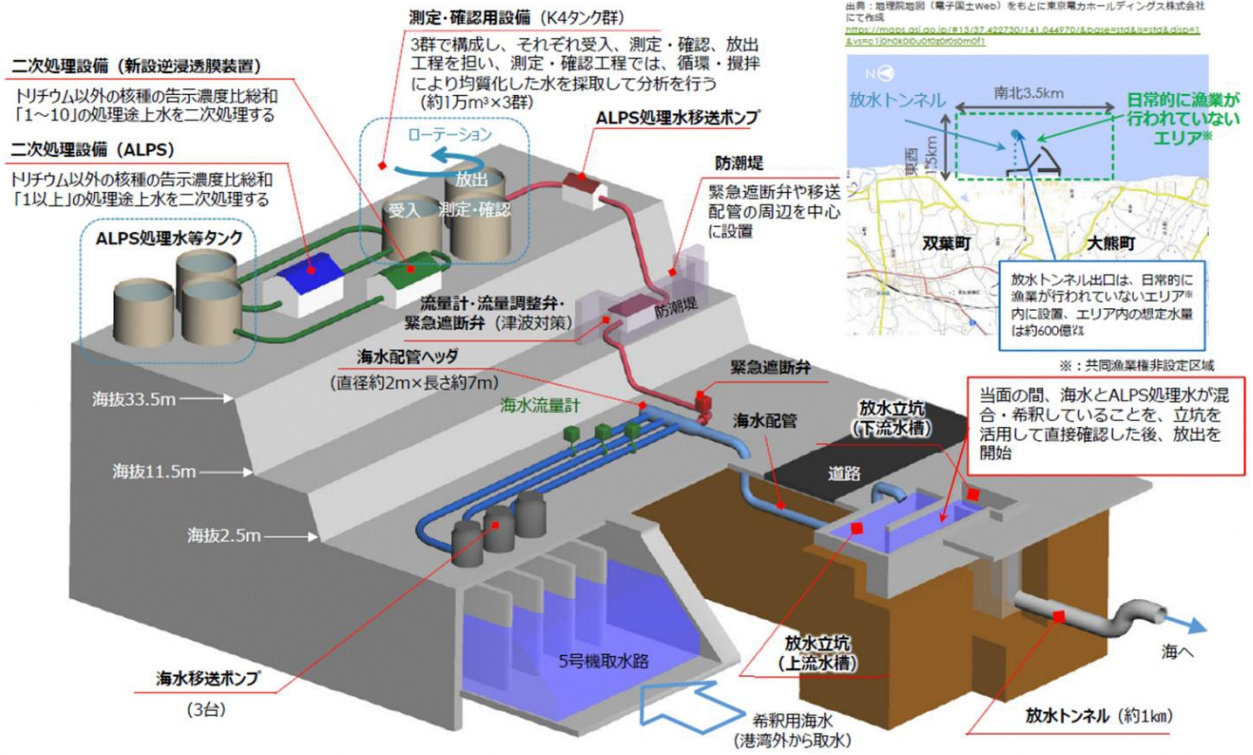 測定・確認用設備（K4タンク群）
3群で構成し、それぞれ受入、測定・確認、放出
工程を担い、測定・確認工程では、循環・攪拌
により均質化した水を採取して分析を行う
（約1万m³×3群）
二次処理設備（新設逆浸透膜装置）
トリチウム以外の核種の告示濃度比総和
「1～10」の処理途上水を二次処理する
二次処理設備（ALPS）
トリチウム以外の核種の告示濃度比総和
「1以上」の処理途上水を二次処理する
ALPS処理水等タンク
ローテーション
放出
受入
測定・確認
ALPS処理水移送ポンプ
防潮堤
緊急遮断弁や移送
配管の周辺を中心
に設置
防潮堤
流量計・流量調整弁・
緊急遮断弁（津波対策）
海水配管ヘッダ
（直径約2m×長さ約7m）
海水流量計
緊急遮断弁
海水配管
放水立坑
（下流水槽）
道路
海抜33.5m
海抜11.5m
海抜2.5m
海水移送ポンプ
（3台）
5号機取水路
希釈用海水
（港湾外から取水）
放水立坑
（上流水槽）
放水トンネル（約1km）
海へ
当面の間、海水とALPS処理水が混
合・希釈していることを、立坑を
活用して直接確認した後、放出を
開始
出典：地理院地図（電子国土Web）をもとに東京電力ホールディングス株式会社
にて作成
N
南北3.5km
東西
1.5km
放水トンネル
日常的に漁業が
行われていない
エリア※
双葉町
大熊町
放水トンネル出口は、日常的に
漁業が行われていないエリア※
内に設置、エリア内の想定水量
は約600億㍑
※：共同漁業権非設定区域